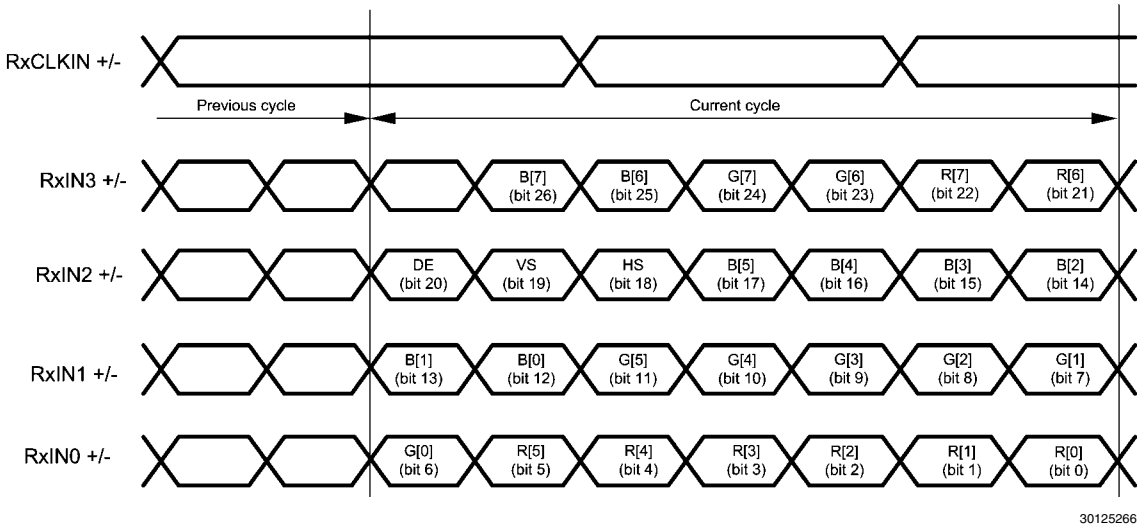 RxCLKIN +/-
Previous cycle
Current cycle
RxIN3 +/-
B[7]
(bit 26)
B[6]
(bit 25)
G[7]
(bit 24)
G[6]
(bit 23)
R[7]
(bit 22)
R[6]
(bit 21)
RxIN2 +/-
DE
(bit 20)
VS
(bit 19)
HS
(bit 18)
B[5]
(bit 17)
B[4]
(bit 16)
B[3]
(bit 15)
B[2]
(bit 14)
RxIN1 +/-
B[1]
(bit 13)
B[0]
(bit 12)
G[5]
(bit 11)
G[4]
(bit 10)
G[3]
(bit 9)
G[2]
(bit 8)
G[1]
(bit 7)
RxIN0 +/-
G[0]
(bit 6)
R[5]
(bit 5)
R[4]
(bit 4)
R[3]
(bit 3)
R[2]
(bit 2)
R[1]
(bit 1)
R[0]
(bit 0)
30125266